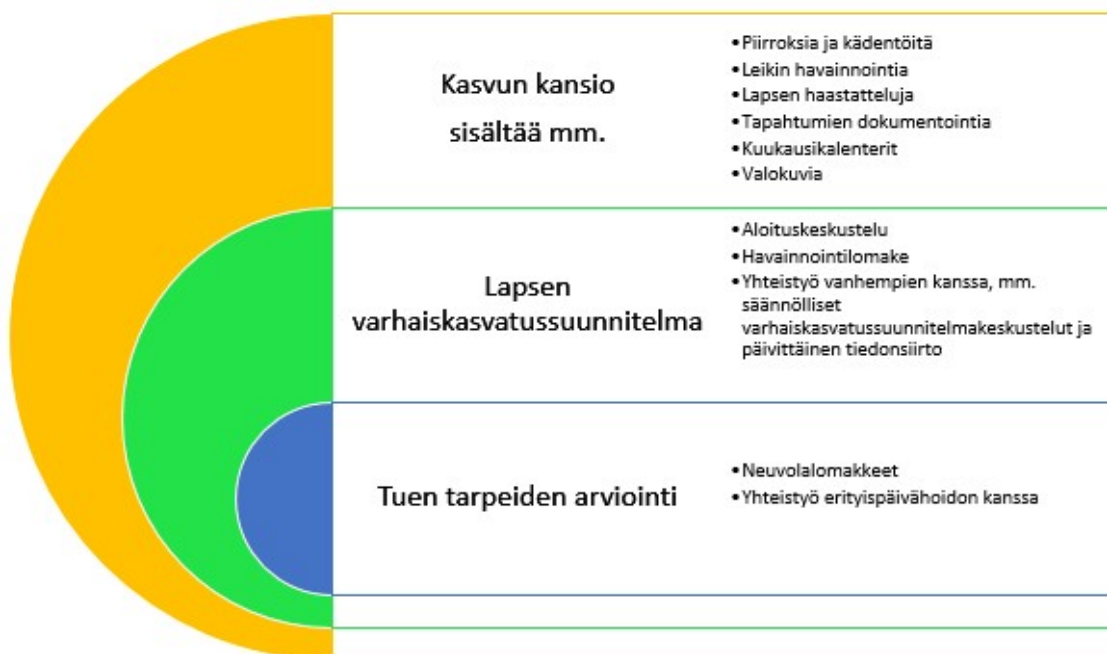 Kasvun kansio
sisältää mm.
•Piirroksia ja kädentöitä
•Leikin havainnointia
•Lapsen haastatteluja
•Tapahtumien dokumentointia
•Kuukausikalenterit
•Valokuvia
Lapsen
varhaiskasvatussuunnitelma
•Aloituskeskustelu
•Havainnointilomake
•Yhteistyö vanhempien kanssa, mm.
säännölliset
varhaiskasvatussuunnitelmakeskustelut ja
päivittäinen tiedonsiirto
Tuen tarpeiden arviointi
•Neuvolalomakkeet
•Yhteistyö erityispäivähoidon kanssa